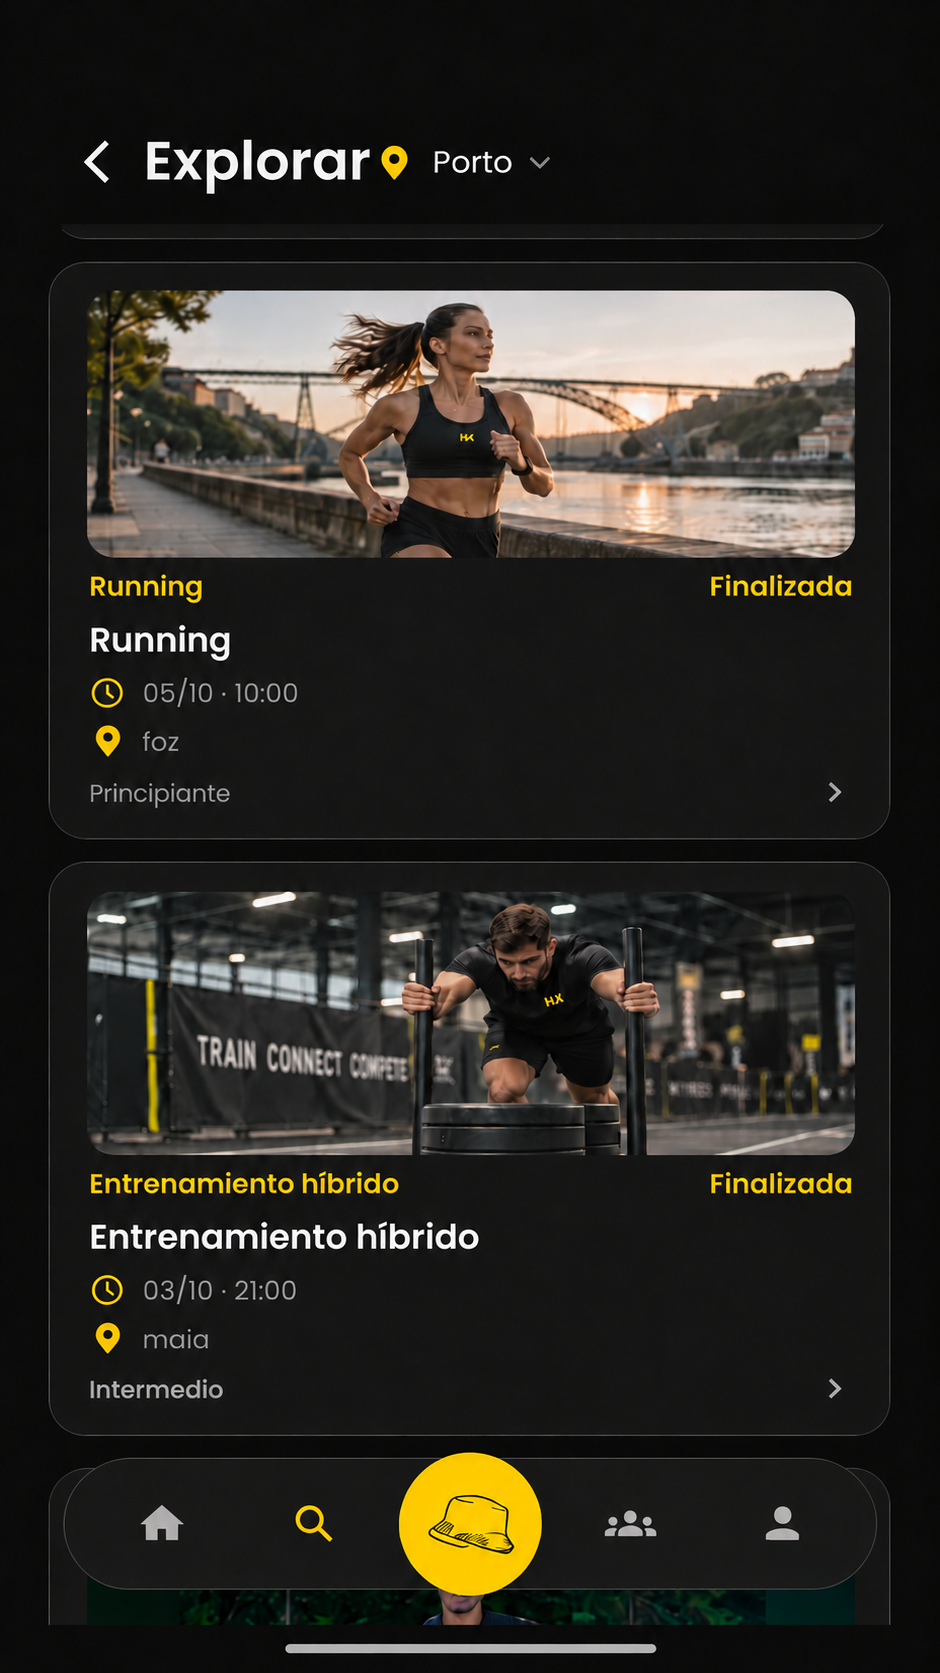 Explorar Porto
HX
Running Finalizada
Running
05/10 · 10:00
foz
Principiante
HX
TRAIN CONNECT COMPETE
Entrenamiento híbrido Finalizada
Entrenamiento híbrido
03/10 · 21:00
maia
Intermedio